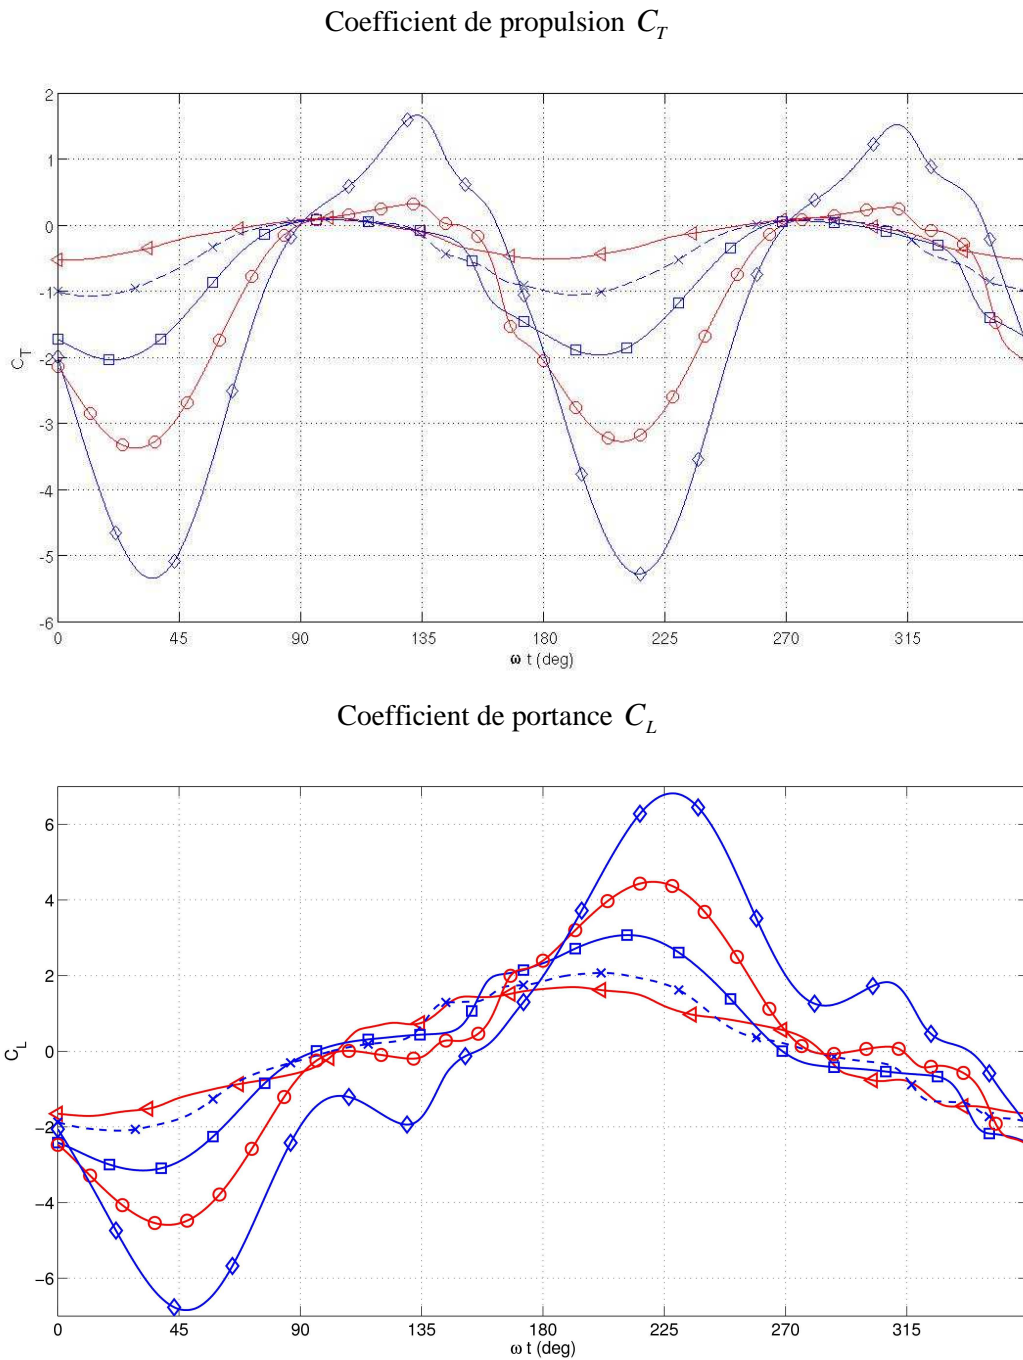 Coefficient de propulsion C_T
2
1
0
-1
-2
-3
-4
-5
-6
C_T
0 45 90 135 180 225 270 315
ω t (deg)
Coefficient de portance C_L
6
4
2
0
−2
−4
−6
C_L
0 45 90 135 180 225 270 315
ω t (deg)